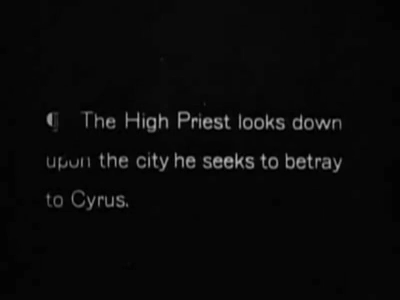 ¶ The High Priest looks down
upon the city he seeks to betray
to Cyrus.